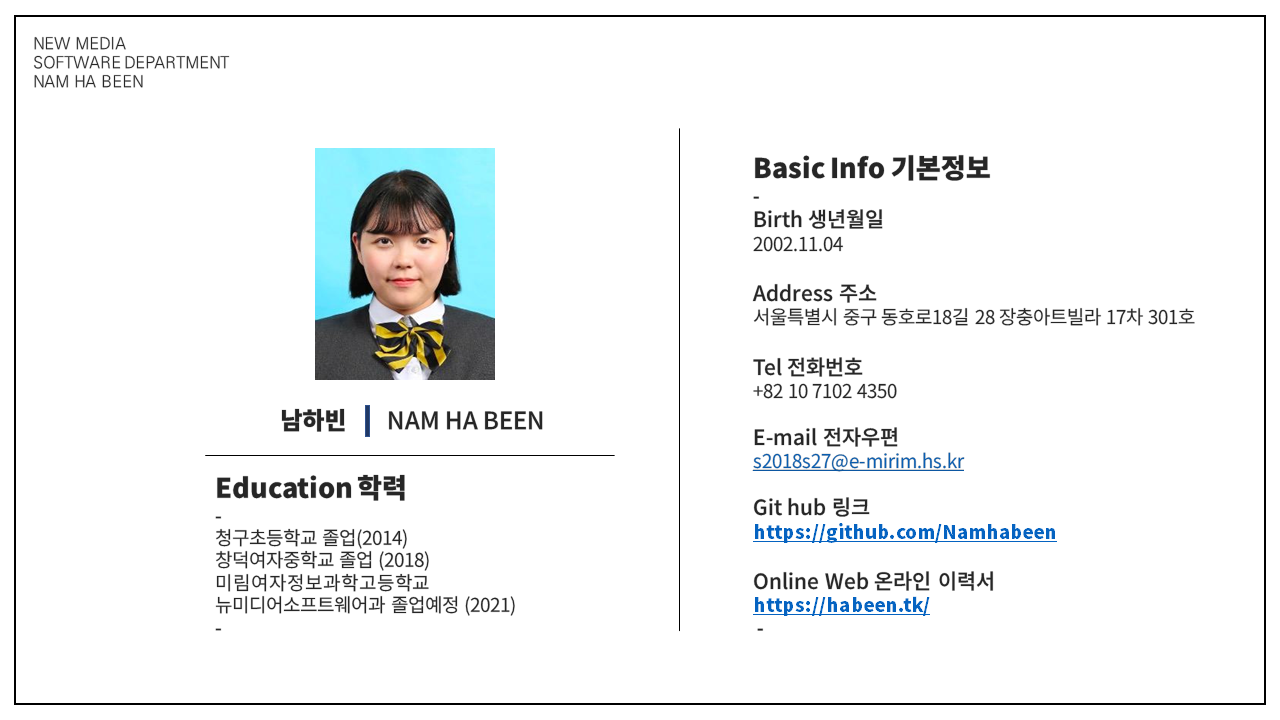 NEW MEDIA
SOFTWARE DEPARTMENT
NAM HA BEEN
남하빈 NAM HA BEEN
Education 학력
-
청구초등학교 졸업(2014)
창덕여자중학교 졸업 (2018)
미림여자정보과학고등학교
뉴미디어소프트웨어과 졸업예정 (2021)
-
Basic Info 기본정보
-
Birth 생년월일
2002.11.04
Address 주소
서울특별시 중구 동호로18길 28 장충아트빌라 17차 301호
Tel 전화번호
+82 10 7102 4350
E-mail 전자우편
s2018s27@e-mirim.hs.kr
Git hub 링크
https://github.com/Namhabeen
Online Web 온라인 이력서
https://habeen.tk/
-